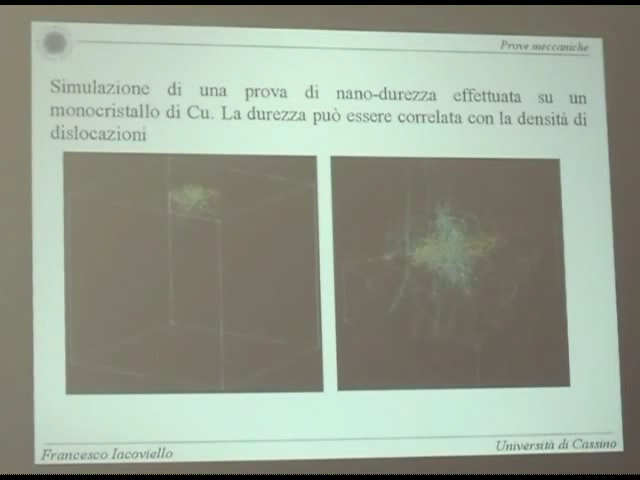 Prove meccaniche
Simulazione di una prova di nano-durezza effettuata su un
monocristallo di Cu. La durezza può essere correlata con la densità di
dislocazioni
Francesco Iacoviello
Università di Cassino